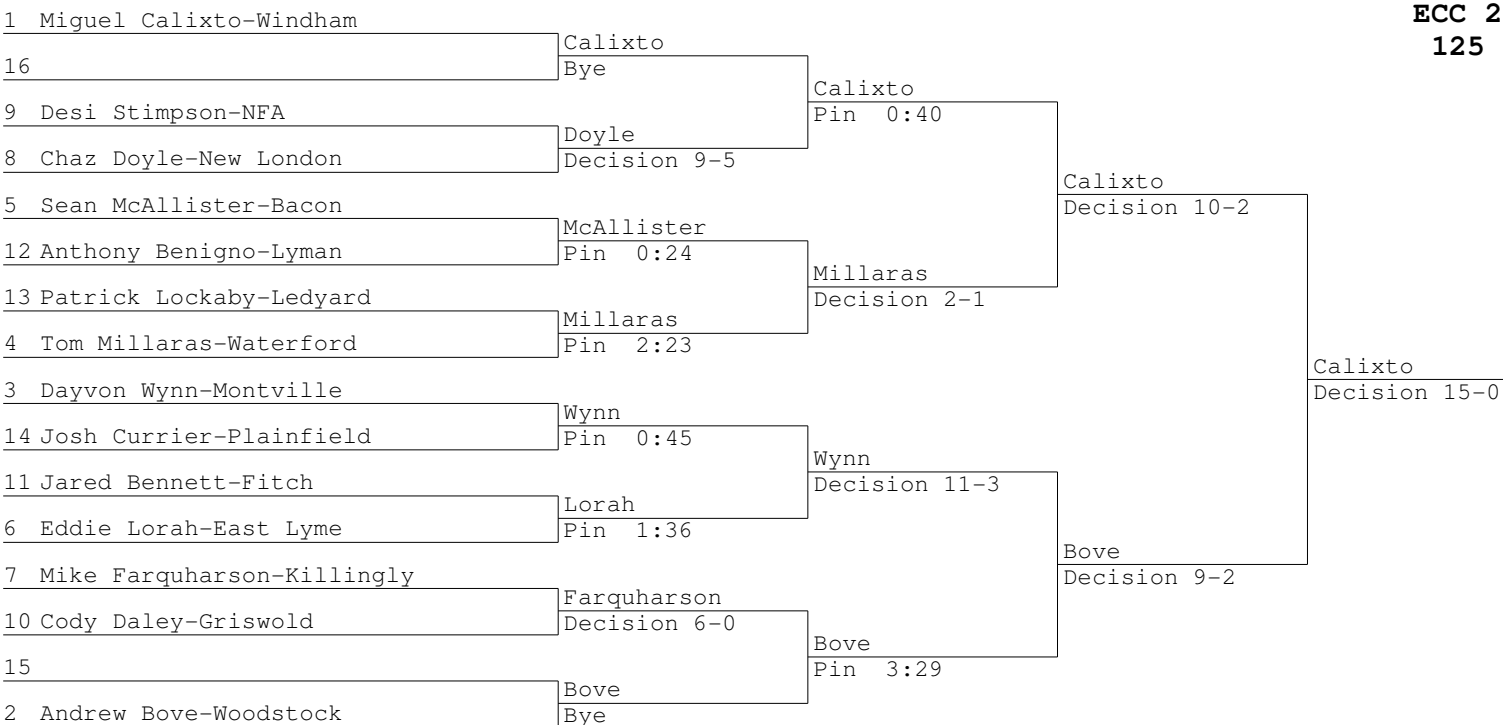 ECC 2
125
1 Miguel Calixto-Windham
16
9 Desi Stimpson-NFA
8 Chaz Doyle-New London
5 Sean McAllister-Bacon
12 Anthony Benigno-Lyman
13 Patrick Lockaby-Ledyard
4 Tom Millaras-Waterford
3 Dayvon Wynn-Montville
14 Josh Currier-Plainfield
11 Jared Bennett-Fitch
6 Eddie Lorah-East Lyme
7 Mike Farquharson-Killingly
10 Cody Daley-Griswold
15
2 Andrew Bove-Woodstock
Calixto
Bye
Doyle
Decision 9-5
McAllister
Pin 0:24
Millaras
Pin 2:23
Wynn
Pin 0:45
Lorah
Pin 1:36
Farquharson
Decision 6-0
Bove
Bye
Calixto
Pin 0:40
Millaras
Decision 2-1
Wynn
Decision 11-3
Bove
Pin 3:29
Calixto
Decision 10-2
Bove
Decision 9-2
Calixto
Decision 15-0